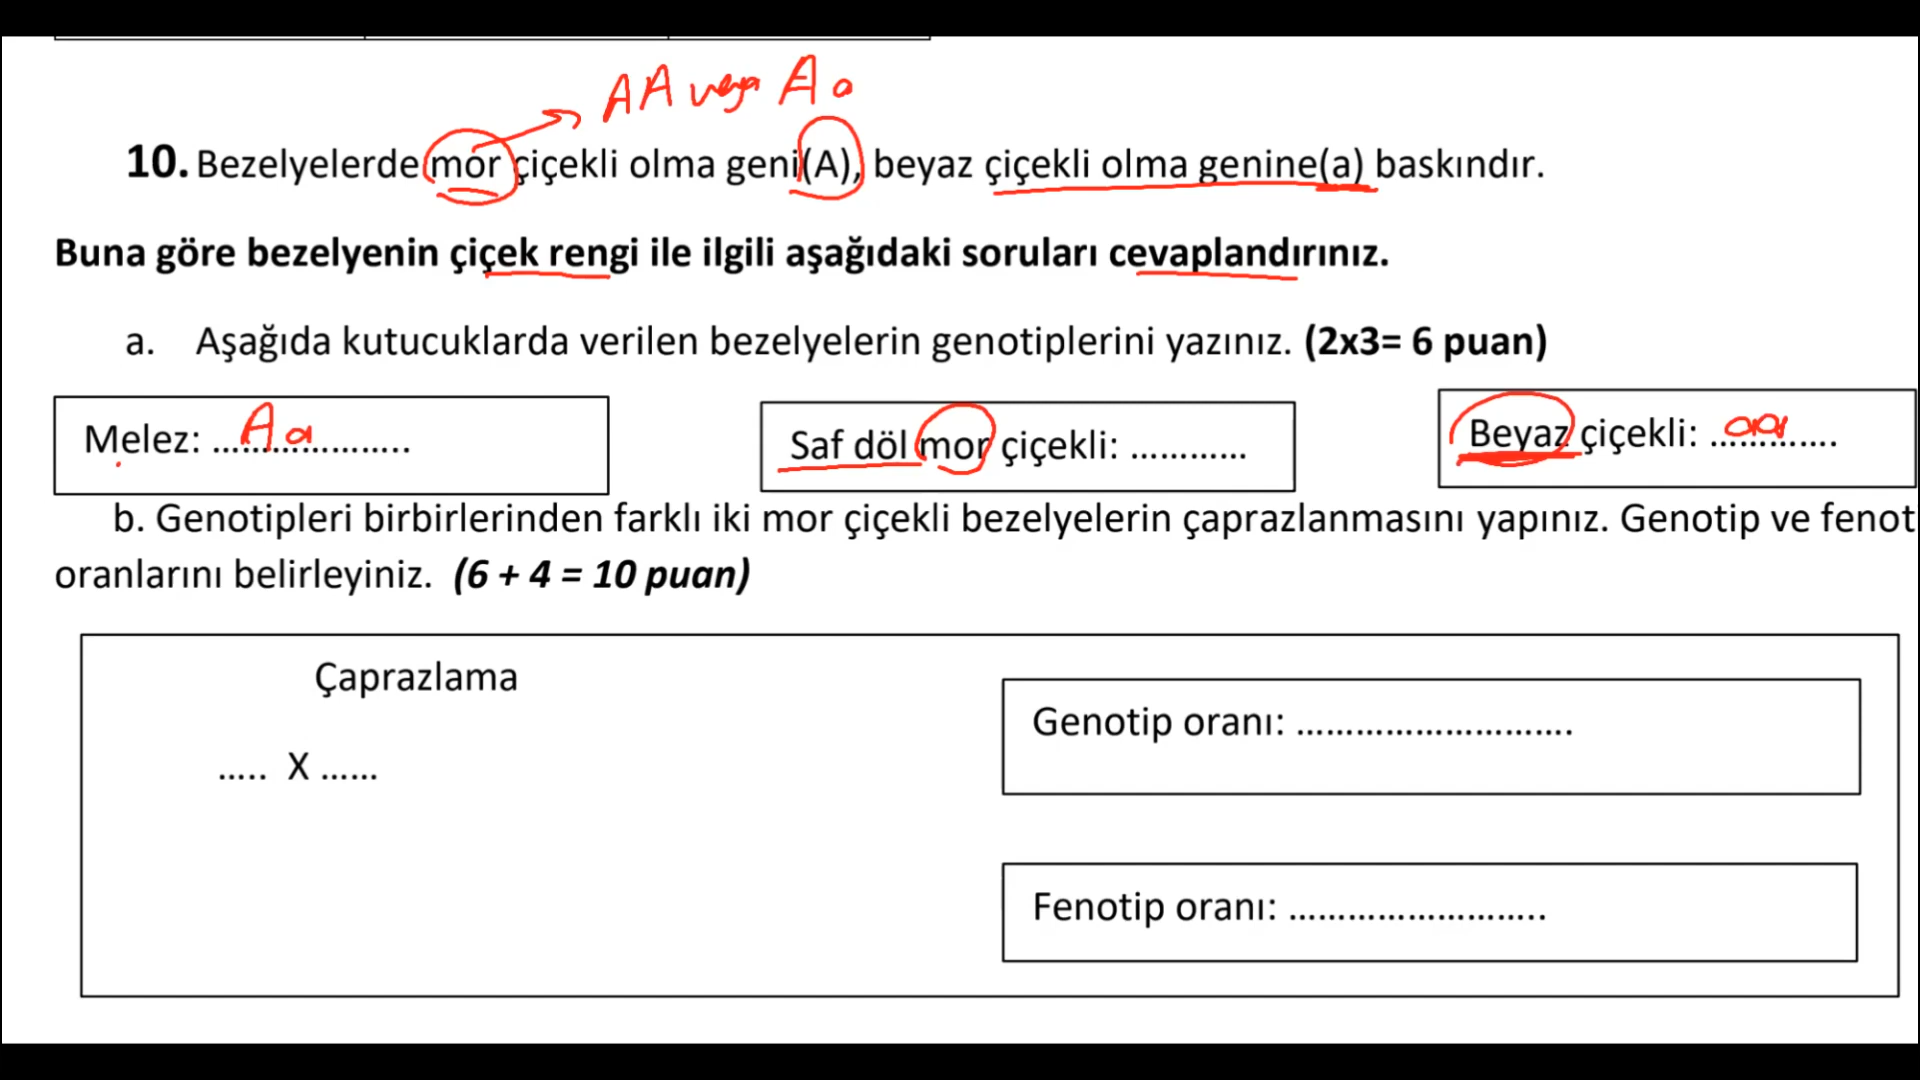 AA veya Aa
10. Bezelyelerde mor çiçekli olma geni(A), beyaz çiçekli olma genine(a) baskındır.
Buna göre bezelyenin çiçek rengi ile ilgili aşağıdaki soruları cevaplandırınız.
a. Aşağıda kutucuklarda verilen bezelyelerin genotiplerini yazınız. (2x3= 6 puan)
Melez: ……Aa………..
Saf döl mor çiçekli: …………
Beyaz çiçekli: …aa……….
b. Genotipleri birbirlerinden farklı iki mor çiçekli bezelyelerin çaprazlanmasını yapınız. Genotip ve fenot
oranlarını belirleyiniz. (6 + 4 = 10 puan)
Çaprazlama
….. X ……
Genotip oranı: ……………………….
Fenotip oranı: ……………………..